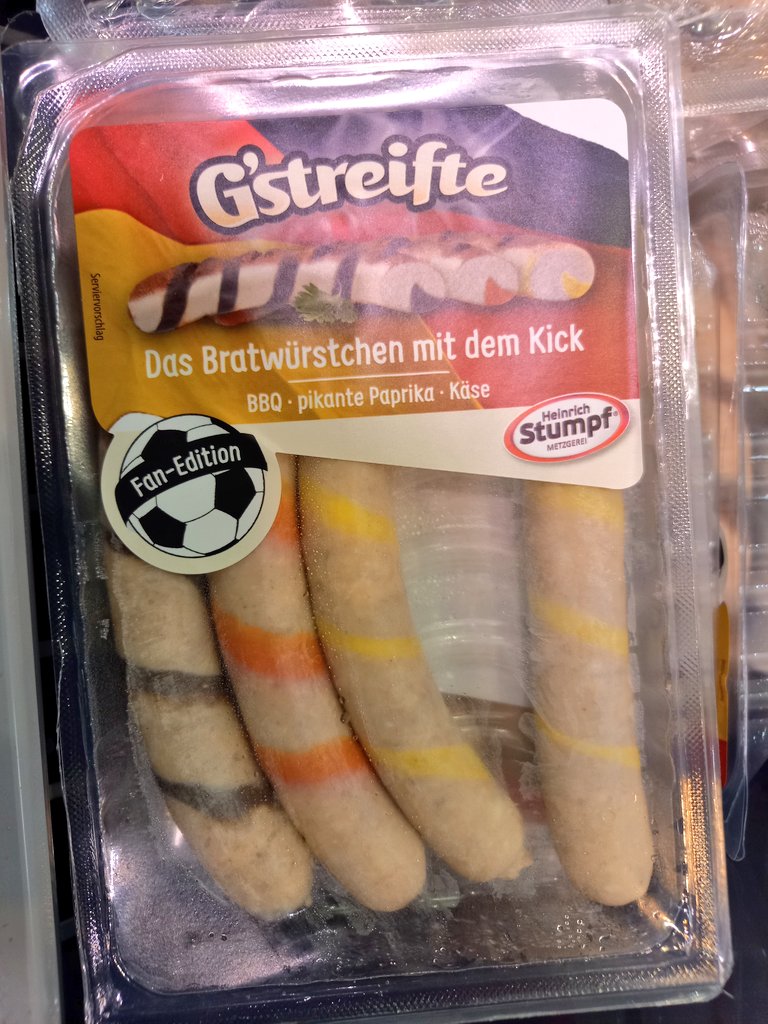 G'streifte
Serviervorschlag
Das Bratwürstchen mit dem Kick
BBQ · pikante Paprika · Käse
Heinrich
Stumpf®
METZGEREI
Fan-Edition